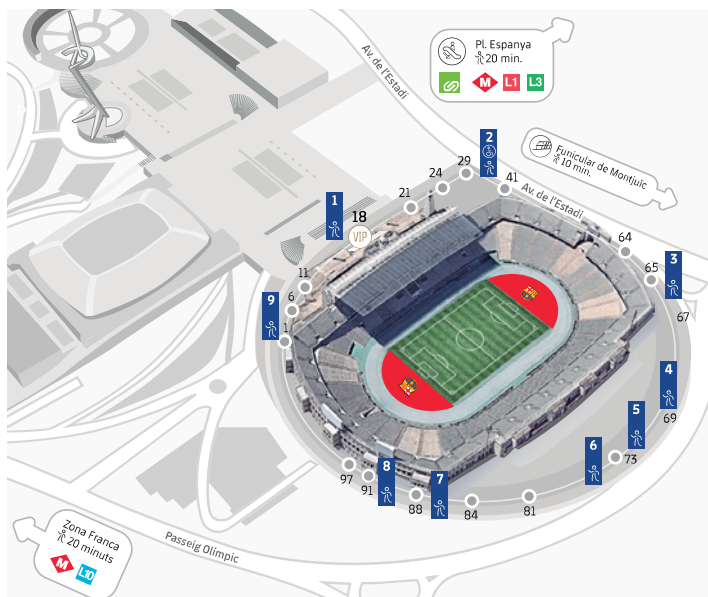 Pl. Espanya
20 min.
M L1 L3
Av. de l'Estadi
Funicular de Montjuïc
10 min.
Av. de l'Estadi
2
29
24
41
21
1
18
VIP
64
3
65
11
67
6
9
1
4
69
5
6
73
8
97
91
7
88
84
81
Zona Franca
20 minuts
M L10
Passeig Olímpic